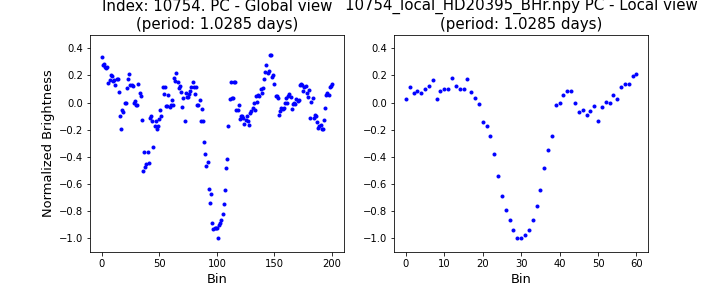 Index: 10754. PC - Global view
(period: 1.0285 days)
10754_local_HD20395_BHr.npy PC - Local view
(period: 1.0285 days)
Normalized Brightness
0.4
0.2
0.0
−0.2
−0.4
−0.6
−0.8
−1.0
0 50 100 150 200
Bin
0.4
0.2
0.0
−0.2
−0.4
−0.6
−0.8
−1.0
0 10 20 30 40 50 60
Bin